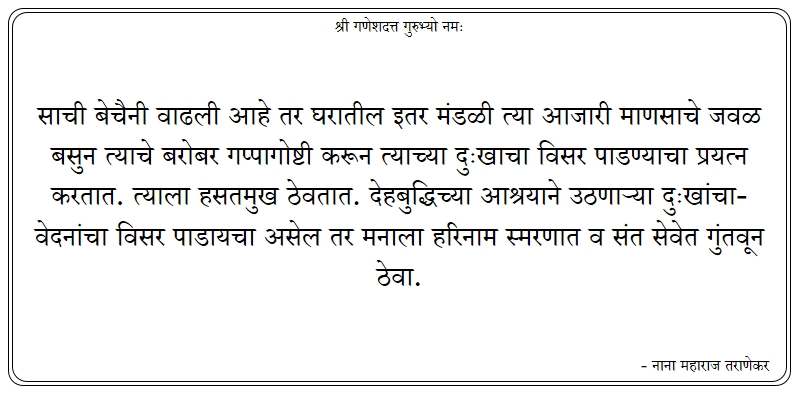 श्री गणेशदत्त गुरुभ्यो नमः
साची बेचैनी वाढली आहे तर घरातील इतर मंडळी त्या आजारी माणसाचे जवळ
बसुन त्याचे बरोबर गप्पागोष्टी करून त्याच्या दुःखाचा विसर पाडण्याचा प्रयत्न
करतात. त्याला हसतमुख ठेवतात. देहबुद्धिच्या आश्रयाने उठणाऱ्या दुःखांचा-
वेदनांचा विसर पाडायचा असेल तर मनाला हरिनाम स्मरणात व संत सेवेत गुंतवून
ठेवा.
- नाना महाराज तराणेकर